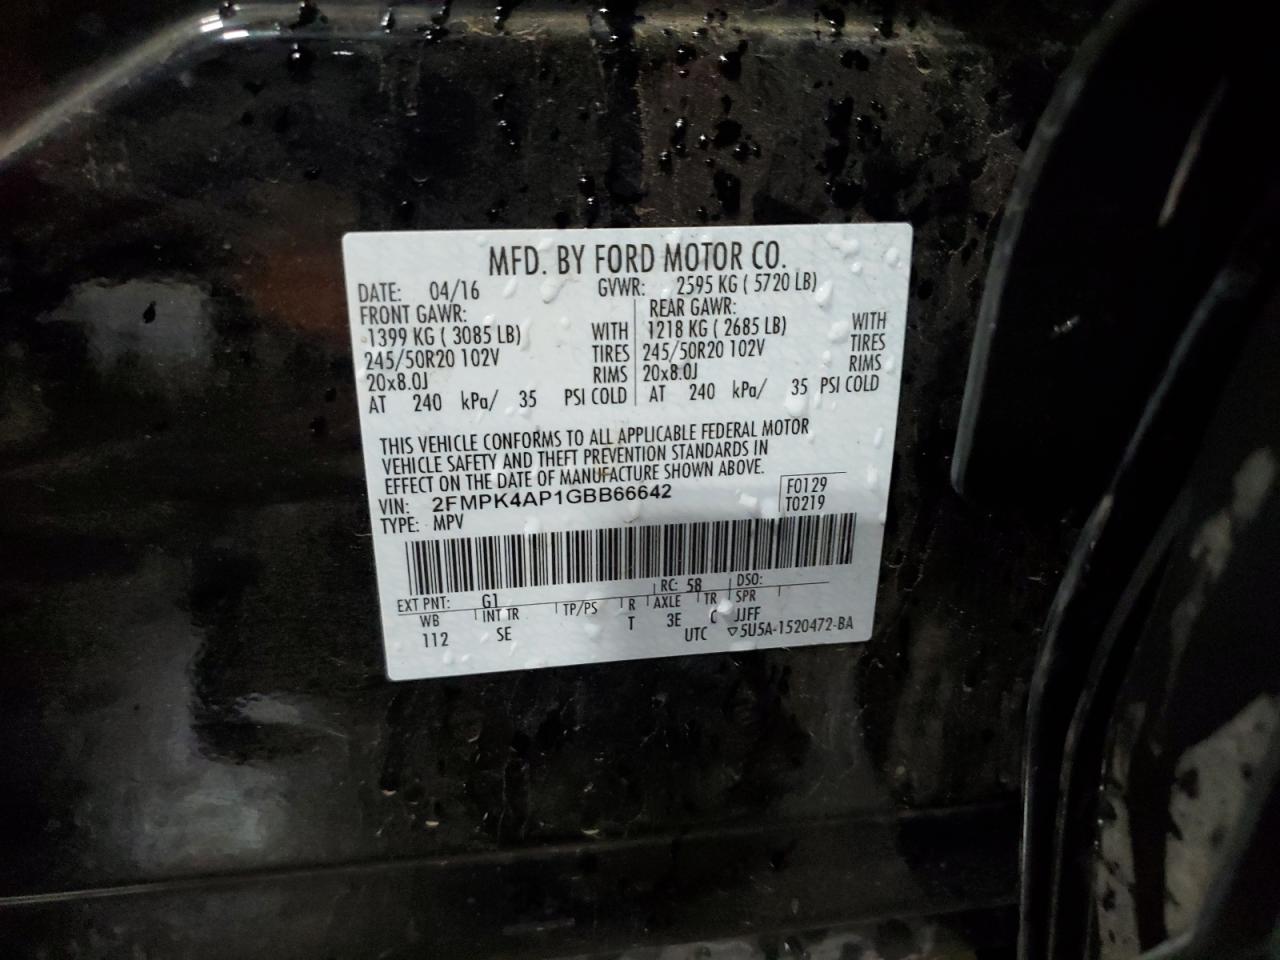 MFD. BY FORD MOTOR CO.
DATE: 04/16 GVWR: 2595 KG ( 5720 LB)
FRONT GAWR: REAR GAWR:
1399 KG ( 3085 LB) WITH 1218 KG ( 2685 LB) WITH
245/50R20 102V TIRES 245/50R20 102V TIRES
20x8.0J RIMS 20x8.0J RIMS
AT 240 kPa/ 35 PSI COLD AT 240 kPa/ 35 PSI COLD
THIS VEHICLE CONFORMS TO ALL APPLICABLE FEDERAL MOTOR
VEHICLE SAFETY AND THEFT PREVENTION STANDARDS IN
EFFECT ON THE DATE OF MANUFACTURE SHOWN ABOVE.
VIN: 2FMPK4AP1GBB66642 F0129
TYPE: MPV T0219
EXT PNT: G1 RC: 58 DSO:
WB INT TR TP/PS R AXLE TR SPR
112 SE T 3E C JJFF
UTC ▽5U5A-1520472-BA